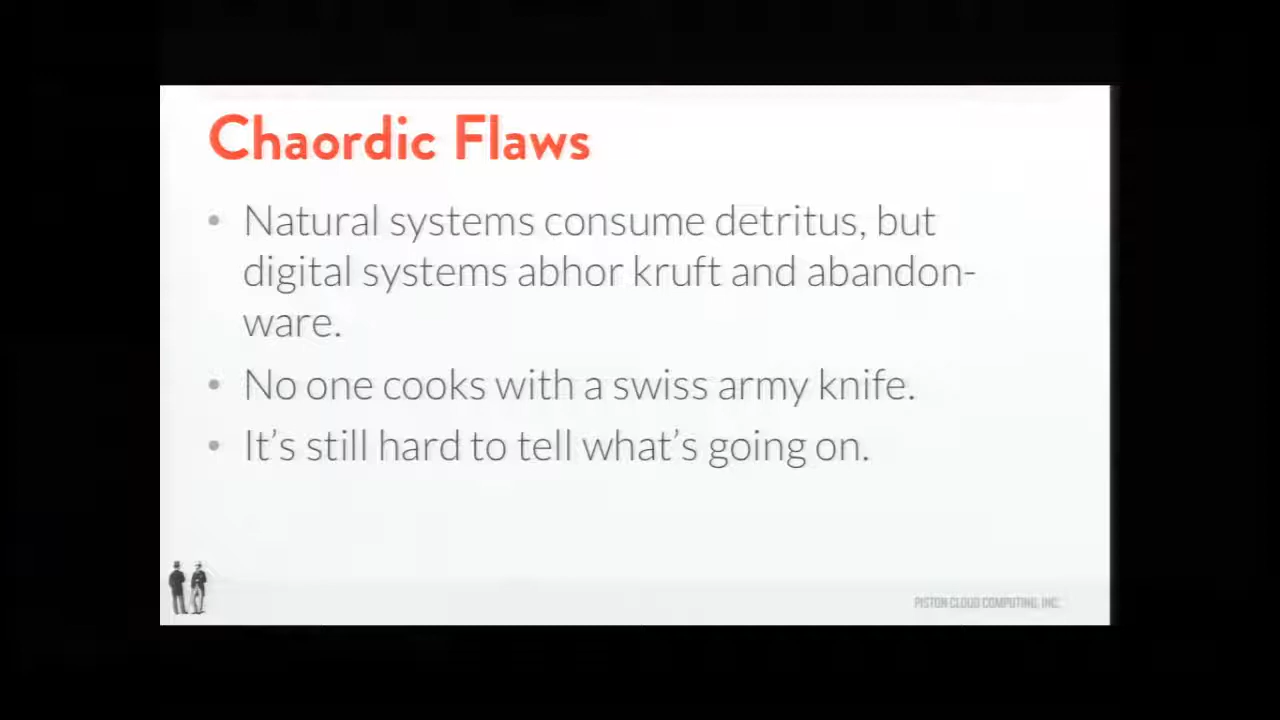 Chaordic Flaws
• Natural systems consume detritus, but
digital systems abhor kruft and abandon-
ware.
• No one cooks with a swiss army knife.
• It's still hard to tell what's going on.
PISTON CLOUD COMPUTING, INC.